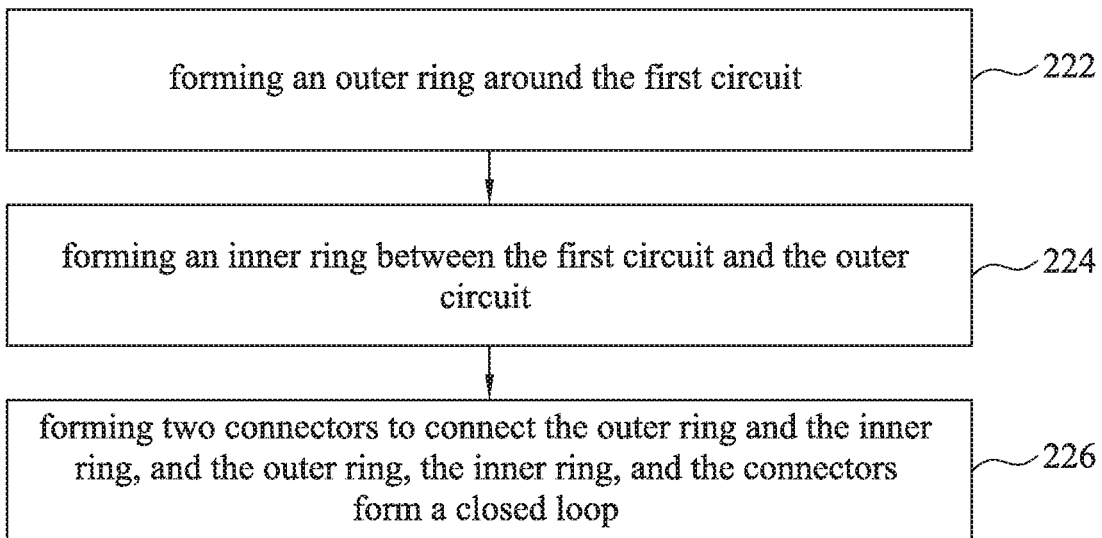 forming an outer ring around the first circuit
222
forming an inner ring between the first circuit and the outer
circuit
224
forming two connectors to connect the outer ring and the inner
ring, and the outer ring, the inner ring, and the connectors
form a closed loop
226